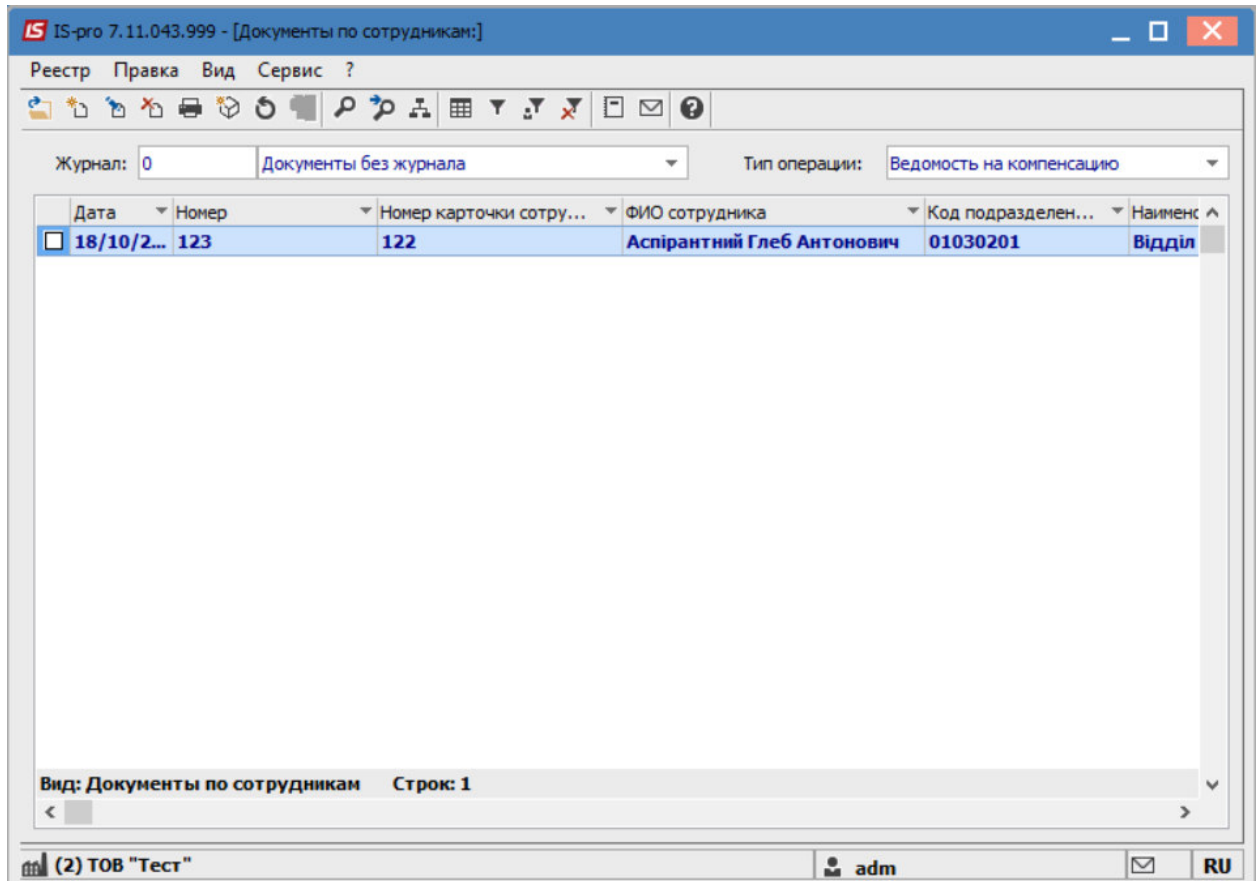 IS-pro 7.11.043.999 - [Документы по сотрудникам:]
Реестр Правка Вид Сервис ?
Журнал: 0 Документы без журнала Тип операции: Ведомость на компенсацию
Дата Номер Номер карточки сотру... ФИО сотрудника Код подразделен... Наименс
18/10/2... 123 122 Аспірантний Глеб Антонович 01030201 Відділ
Вид: Документы по сотрудникам Строк: 1
(2) ТОВ "Тест" adm RU